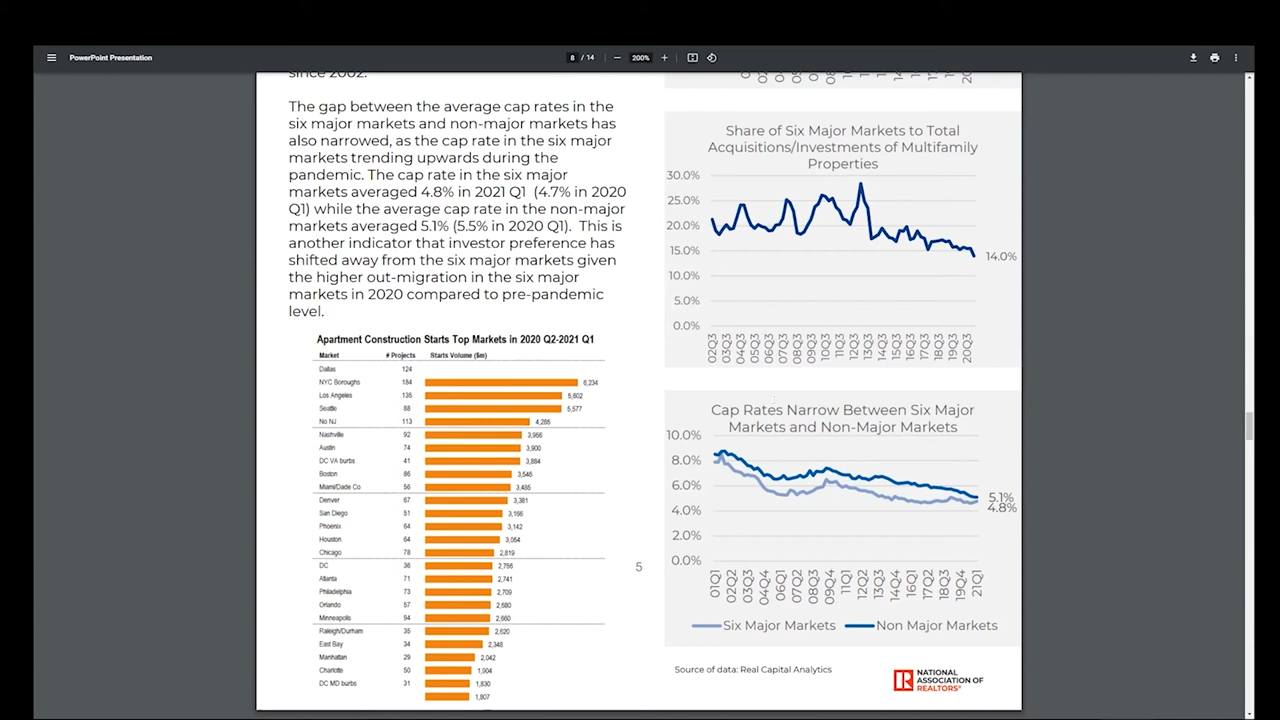 PowerPoint Presentation
8 / 14
200%
since 2002.
The gap between the average cap rates in the
six major markets and non-major markets has
also narrowed, as the cap rate in the six major
markets trending upwards during the
pandemic. The cap rate in the six major
markets averaged 4.8% in 2021 Q1 (4.7% in 2020
Q1) while the average cap rate in the non-major
markets averaged 5.1% (5.5% in 2020 Q1). This is
another indicator that investor preference has
shifted away from the six major markets given
the higher out-migration in the six major
markets in 2020 compared to pre-pandemic
level.
Apartment Construction Starts Top Markets in 2020 Q2-2021 Q1
Market # Projects Starts Volume ($m)
Dallas 124
NYC Boroughs 184 6,234
Los Angeles 135 5,602
Seattle 88 5,577
No NJ 113 4,285
Nashville 92 3,956
Austin 74 3,900
DC VA burbs 41 3,884
Boston 86 3,546
Miami/Dade Co 56 3,485
Denver 67 3,381
San Diego 51 3,166
Phoenix 64 3,142
Houston 64 3,054
Chicago 78 2,819
DC 36 2,756
Atlanta 71 2,741
Philadelphia 73 2,709
Orlando 57 2,680
Minneapolis 94 2,660
Raleigh/Durham 35 2,620
East Bay 34 2,348
Manhattan 29 2,042
Charlotte 50 1,904
DC MD burbs 31 1,830
1,807
5
Share of Six Major Markets to Total
Acquisitions/Investments of Multifamily
Properties
30.0%
25.0%
20.0%
15.0%
10.0%
5.0%
0.0%
14.0%
02Q3 03Q3 04Q3 05Q3 06Q3 07Q3 08Q3 09Q3 10Q3 11Q3 12Q3 13Q3 14Q3 15Q3 16Q3 17Q3 18Q3 19Q3 20Q3
Cap Rates Narrow Between Six Major
Markets and Non-Major Markets
10.0%
8.0%
6.0%
4.0%
2.0%
0.0%
5.1%
4.8%
01Q1 02Q2 03Q3 04Q4 06Q1 07Q2 08Q3 09Q4 11Q1 12Q2 13Q3 14Q4 16Q1 17Q2 18Q3 19Q4 21Q1
Six Major Markets Non Major Markets
Source of data: Real Capital Analytics
NATIONAL
ASSOCIATION OF
REALTORS®